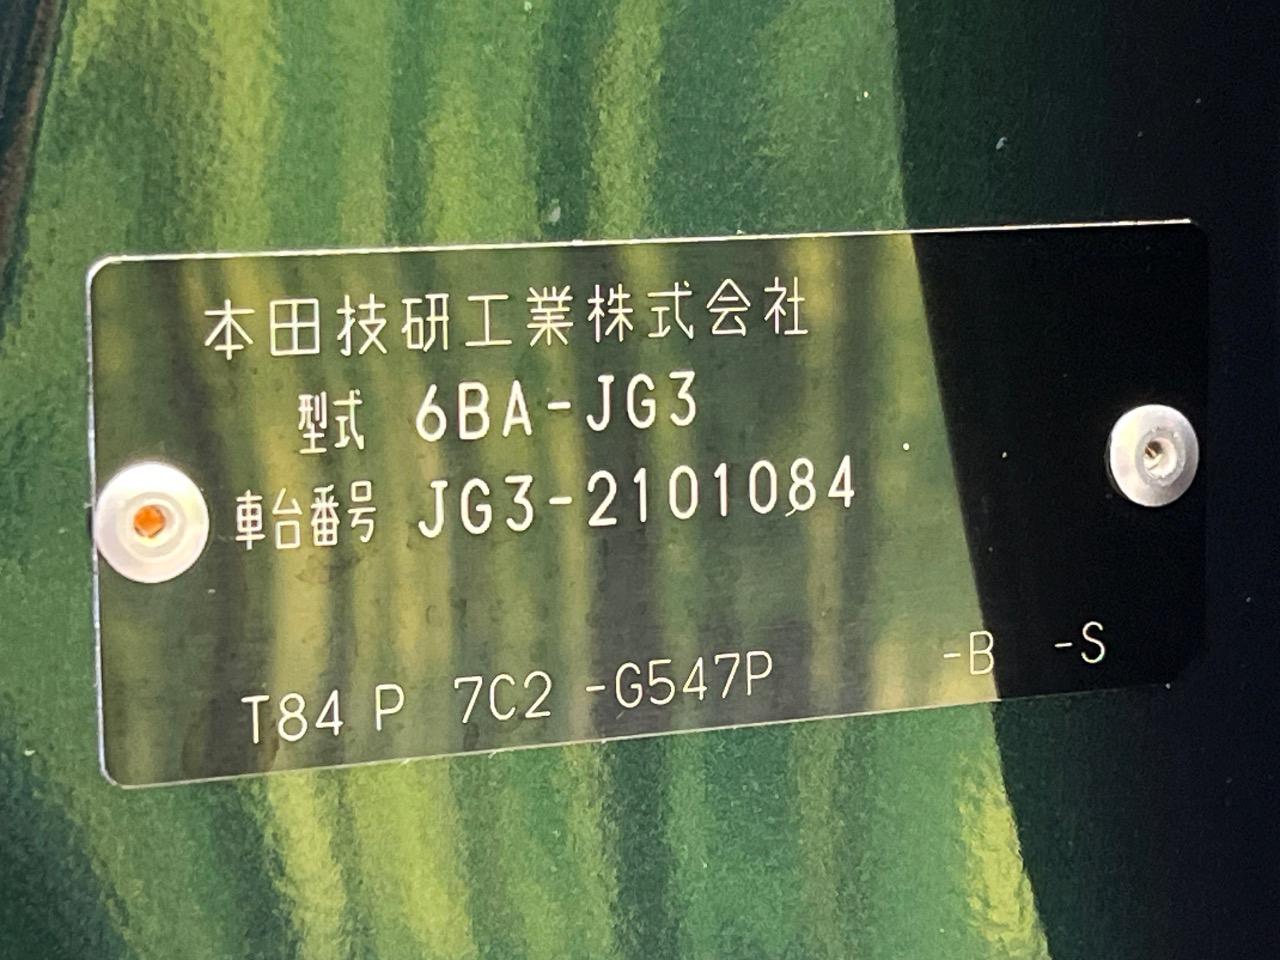 本田技研工業株式会社
型式 6BA-JG3
車台番号 JG3-2101084
T84 P 7C2 -G547P -B -S